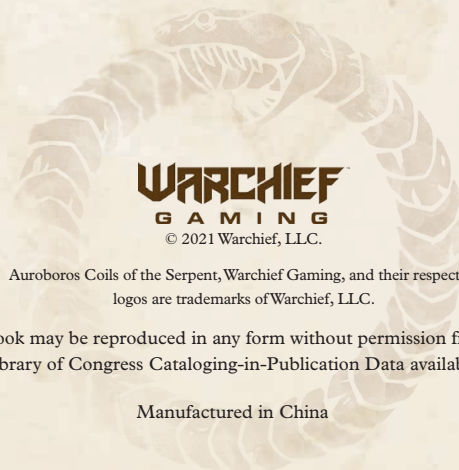 WARCHIEF
GAMING
© 2021 Warchief, LLC.
Auroboros Coils of the Serpent, Warchief Gaming, and their respect
logos are trademarks of Warchief, LLC.
ook may be reproduced in any form without permission f
brary of Congress Cataloging-in-Publication Data availab
Manufactured in China